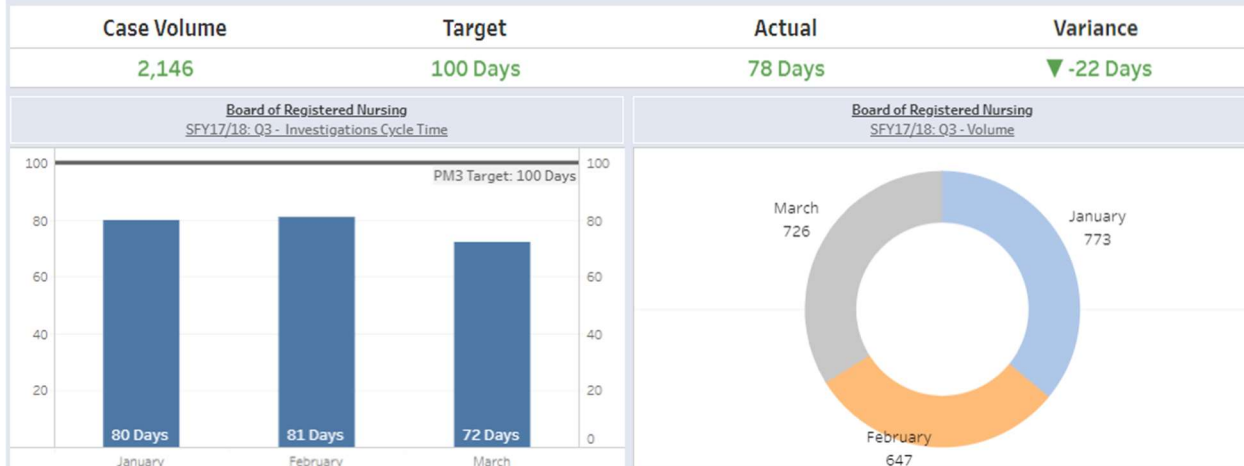 Case Volume Target Actual Variance
2,146 100 Days 78 Days ▼ -22 Days
Board of Registered Nursing
SFY17/18: Q3 - Investigations Cycle Time
100 100
PM3 Target: 100 Days
80 80
60 60
40 40
20 20
0
80 Days 81 Days 72 Days
January February March
Board of Registered Nursing
SFY17/18: Q3 - Volume
March
726
January
773
February
647